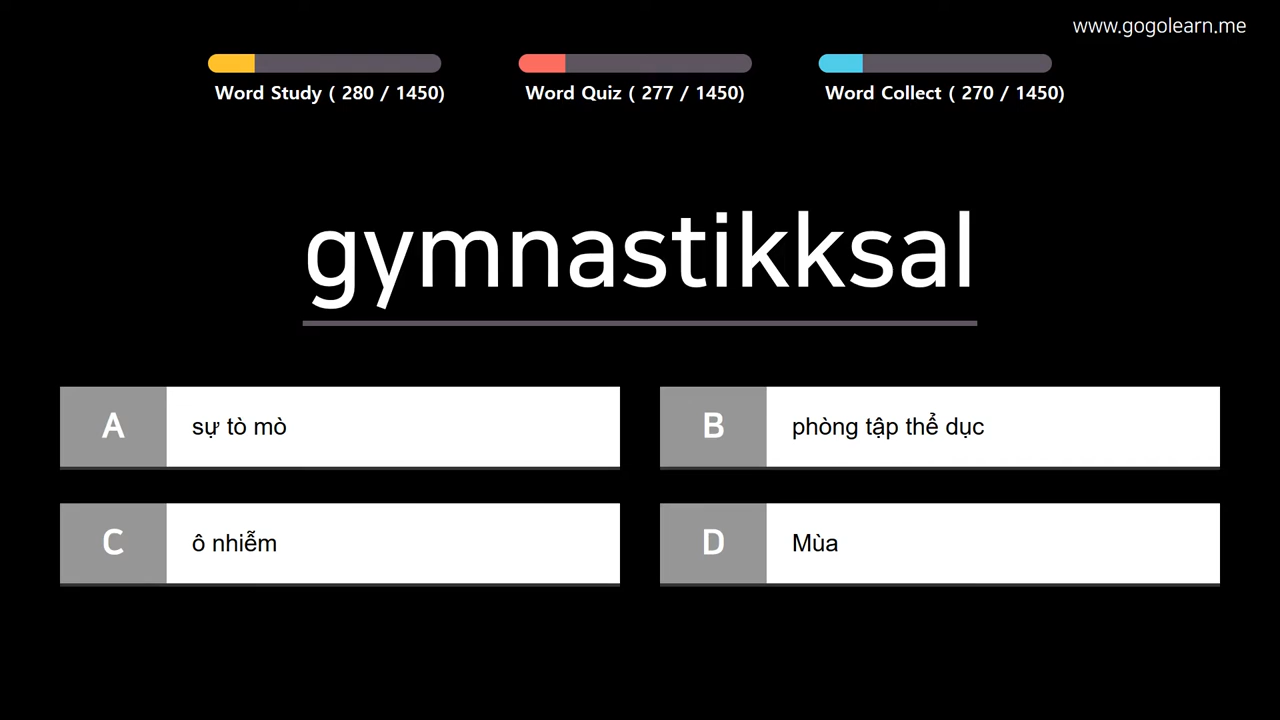 www.gogolearn.me
Word Study ( 280 / 1450)
Word Quiz ( 277 / 1450)
Word Collect ( 270 / 1450)
gymnastikksal
A sự tò mò
B phòng tập thể dục
C ô nhiễm
D Mùa